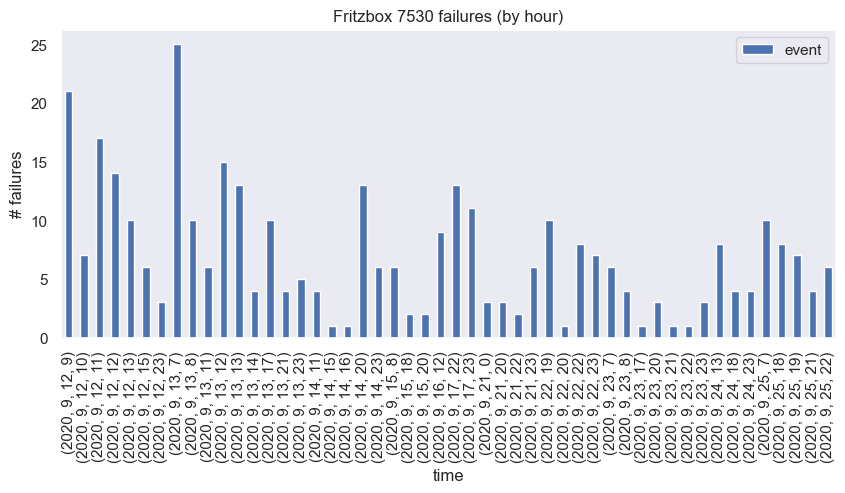 Fritzbox 7530 failures (by hour)
event
# failures
25
20
15
10
5
0
(2020, 9, 12, 9)
(2020, 9, 12, 10)
(2020, 9, 12, 11)
(2020, 9, 12, 12)
(2020, 9, 12, 13)
(2020, 9, 12, 15)
(2020, 9, 12, 23)
(2020, 9, 13, 7)
(2020, 9, 13, 8)
(2020, 9, 13, 11)
(2020, 9, 13, 12)
(2020, 9, 13, 13)
(2020, 9, 13, 14)
(2020, 9, 13, 17)
(2020, 9, 13, 21)
(2020, 9, 13, 23)
(2020, 9, 14, 11)
(2020, 9, 14, 15)
(2020, 9, 14, 16)
(2020, 9, 14, 20)
(2020, 9, 14, 23)
(2020, 9, 15, 8)
(2020, 9, 15, 18)
(2020, 9, 15, 20)
(2020, 9, 16, 12)
(2020, 9, 17, 22)
(2020, 9, 17, 23)
(2020, 9, 21, 0)
(2020, 9, 21, 20)
(2020, 9, 21, 22)
(2020, 9, 21, 23)
(2020, 9, 22, 19)
(2020, 9, 22, 20)
(2020, 9, 22, 22)
(2020, 9, 22, 23)
(2020, 9, 23, 7)
(2020, 9, 23, 8)
(2020, 9, 23, 17)
(2020, 9, 23, 20)
(2020, 9, 23, 21)
(2020, 9, 23, 22)
(2020, 9, 23, 23)
(2020, 9, 24, 13)
(2020, 9, 24, 18)
(2020, 9, 24, 23)
(2020, 9, 25, 7)
(2020, 9, 25, 18)
(2020, 9, 25, 19)
(2020, 9, 25, 21)
(2020, 9, 25, 22)
time